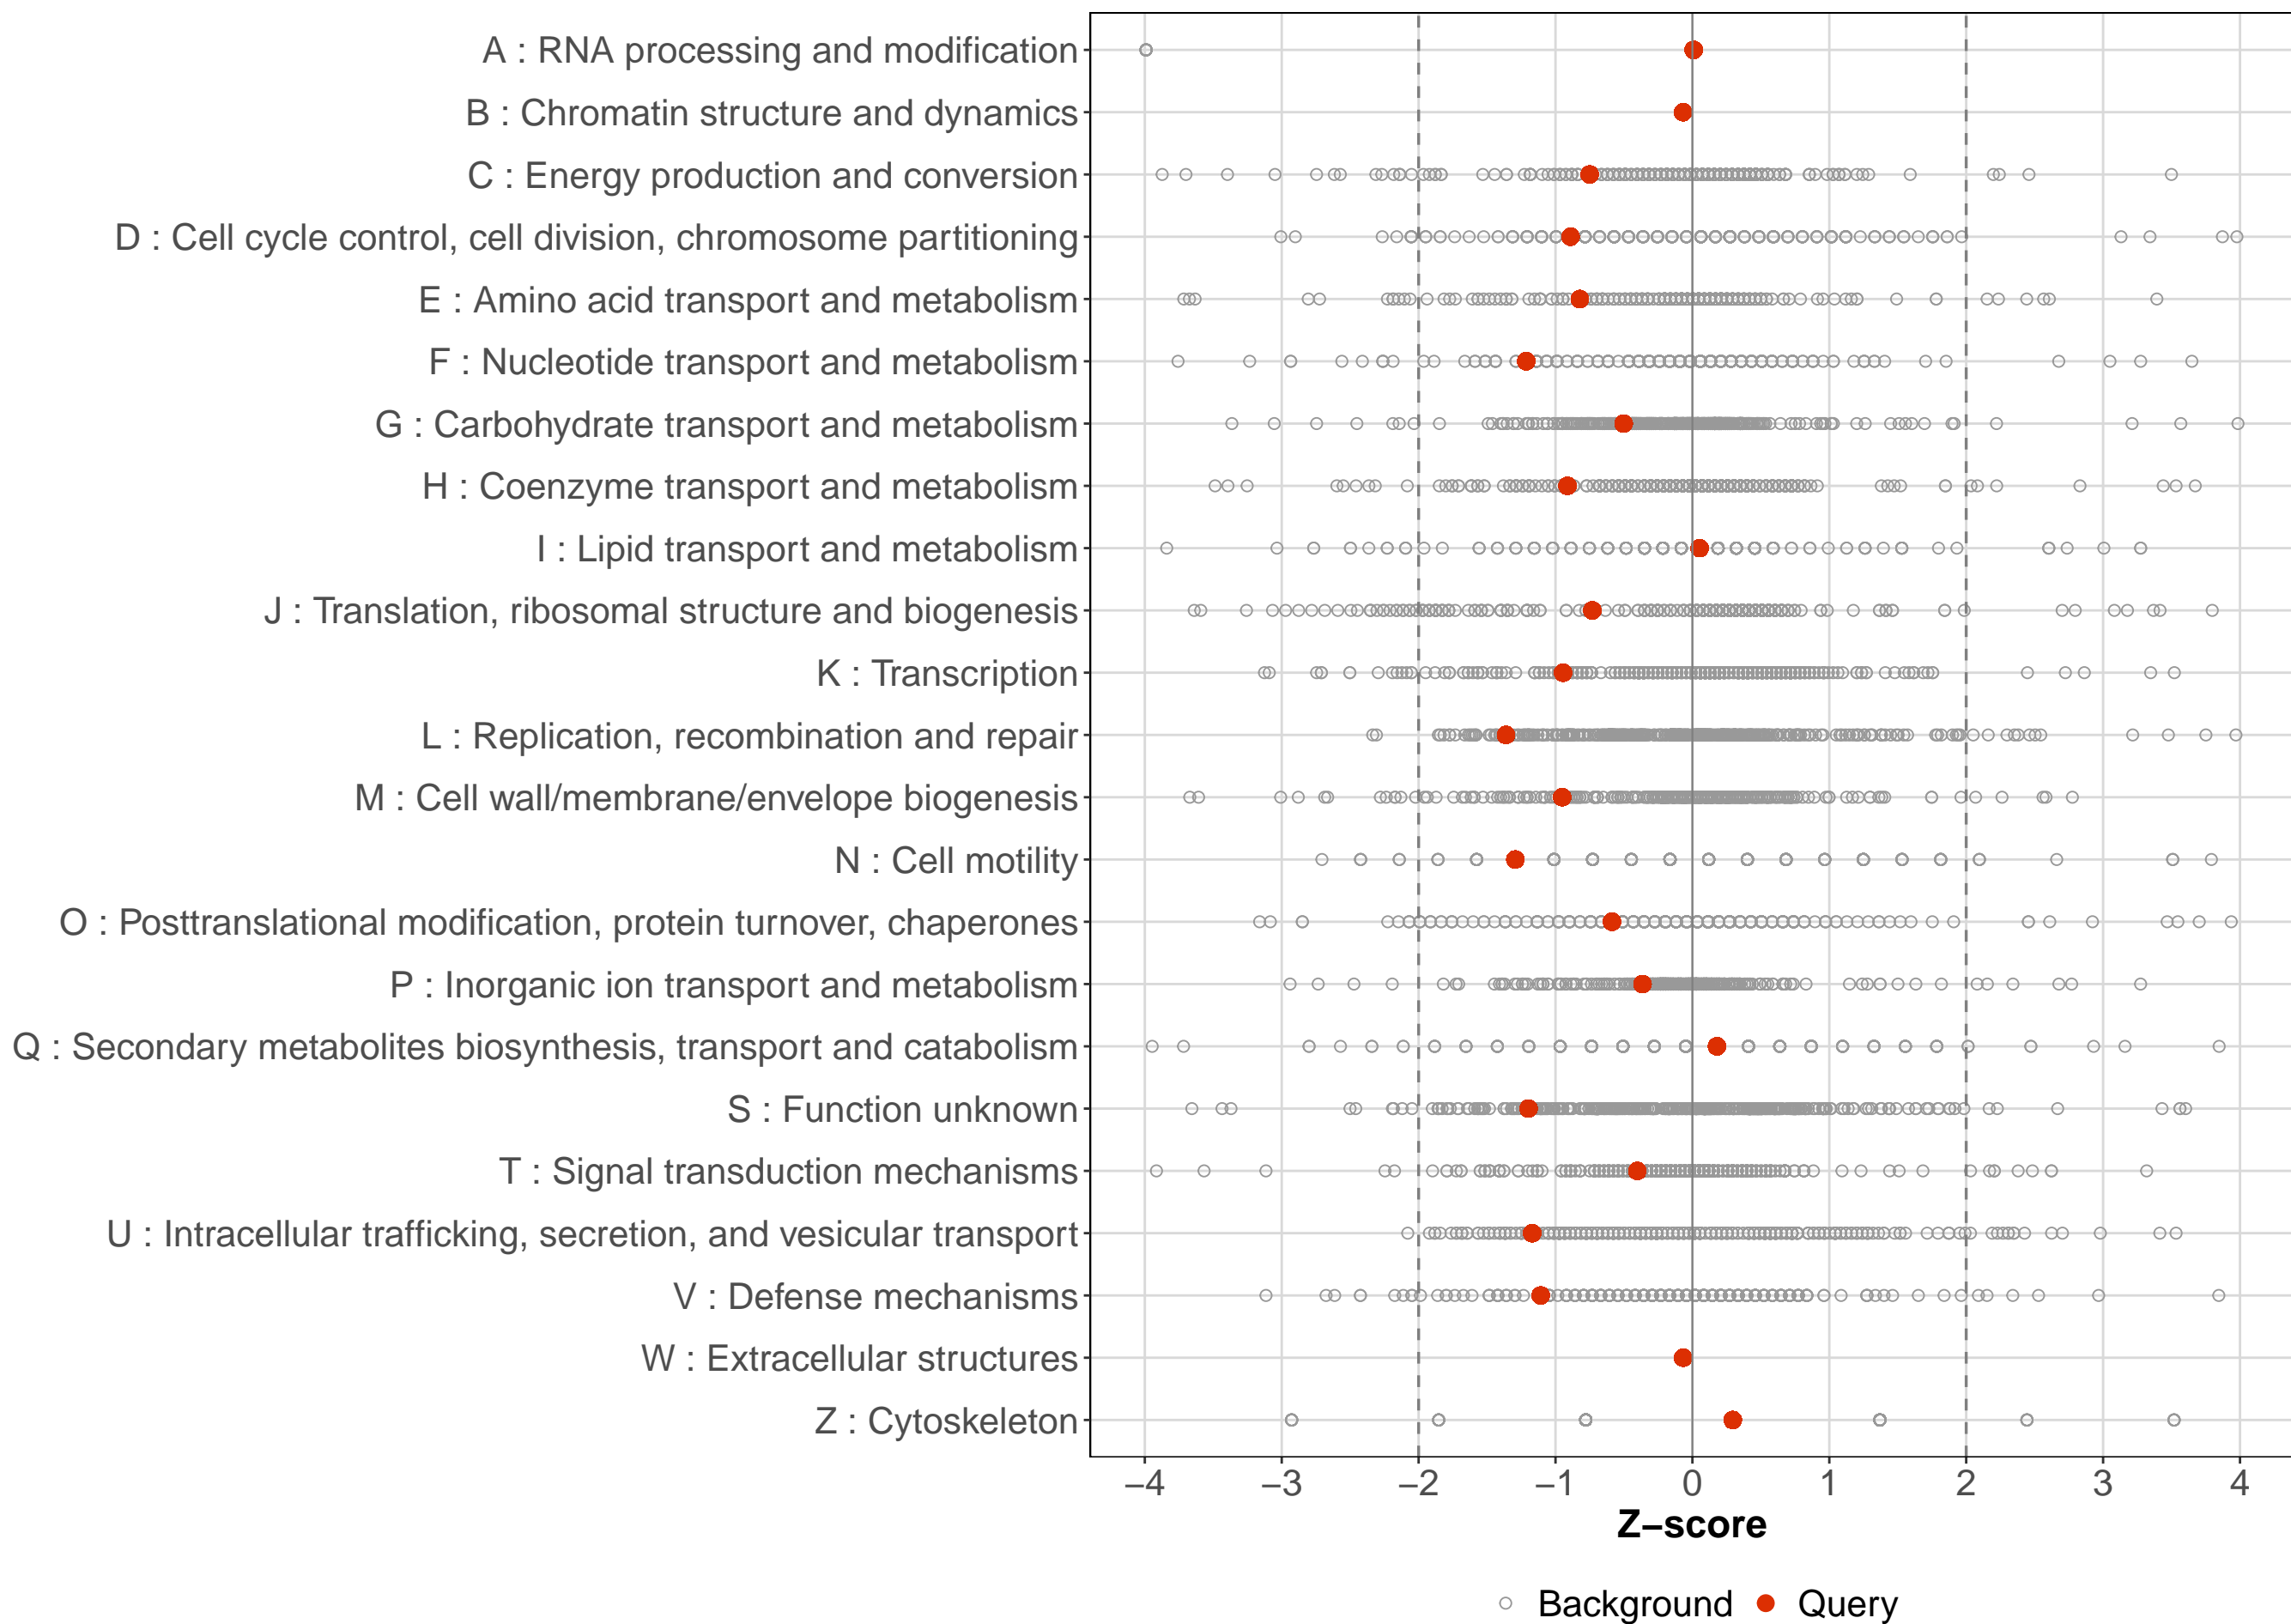 A : RNA processing and modification
B : Chromatin structure and dynamics
C : Energy production and conversion
D : Cell cycle control, cell division, chromosome partitioning
E : Amino acid transport and metabolism
F : Nucleotide transport and metabolism
G : Carbohydrate transport and metabolism
H : Coenzyme transport and metabolism
I : Lipid transport and metabolism
J : Translation, ribosomal structure and biogenesis
K : Transcription
L : Replication, recombination and repair
M : Cell wall/membrane/envelope biogenesis
N : Cell motility
O : Posttranslational modification, protein turnover, chaperones
P : Inorganic ion transport and metabolism
Q : Secondary metabolites biosynthesis, transport and catabolism
S : Function unknown
T : Signal transduction mechanisms
U : Intracellular trafficking, secretion, and vesicular transport
V : Defense mechanisms
W : Extracellular structures
Z : Cytoskeleton
−4 −3 −2 −1 0 1 2 3 4
Z−score
Background Query